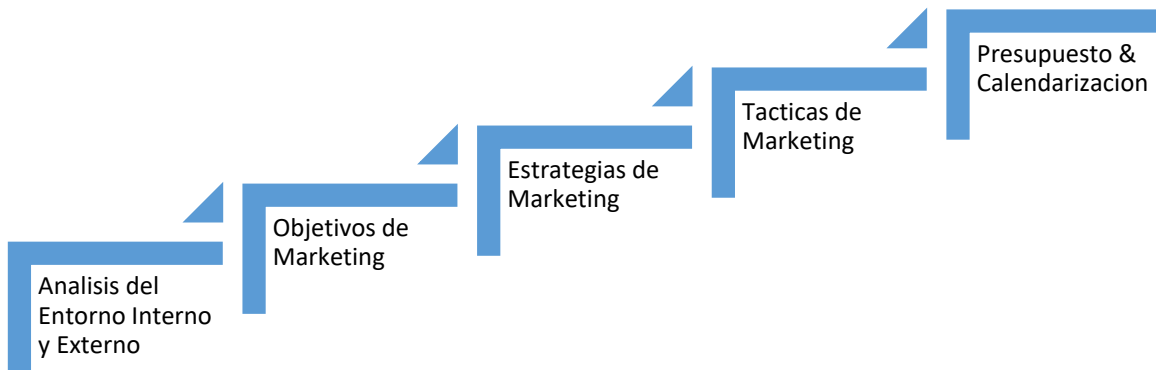 Analisis del
Entorno Interno
y Externo
Objetivos de
Marketing
Estrategias de
Marketing
Tacticas de
Marketing
Presupuesto &
Calendarizacion